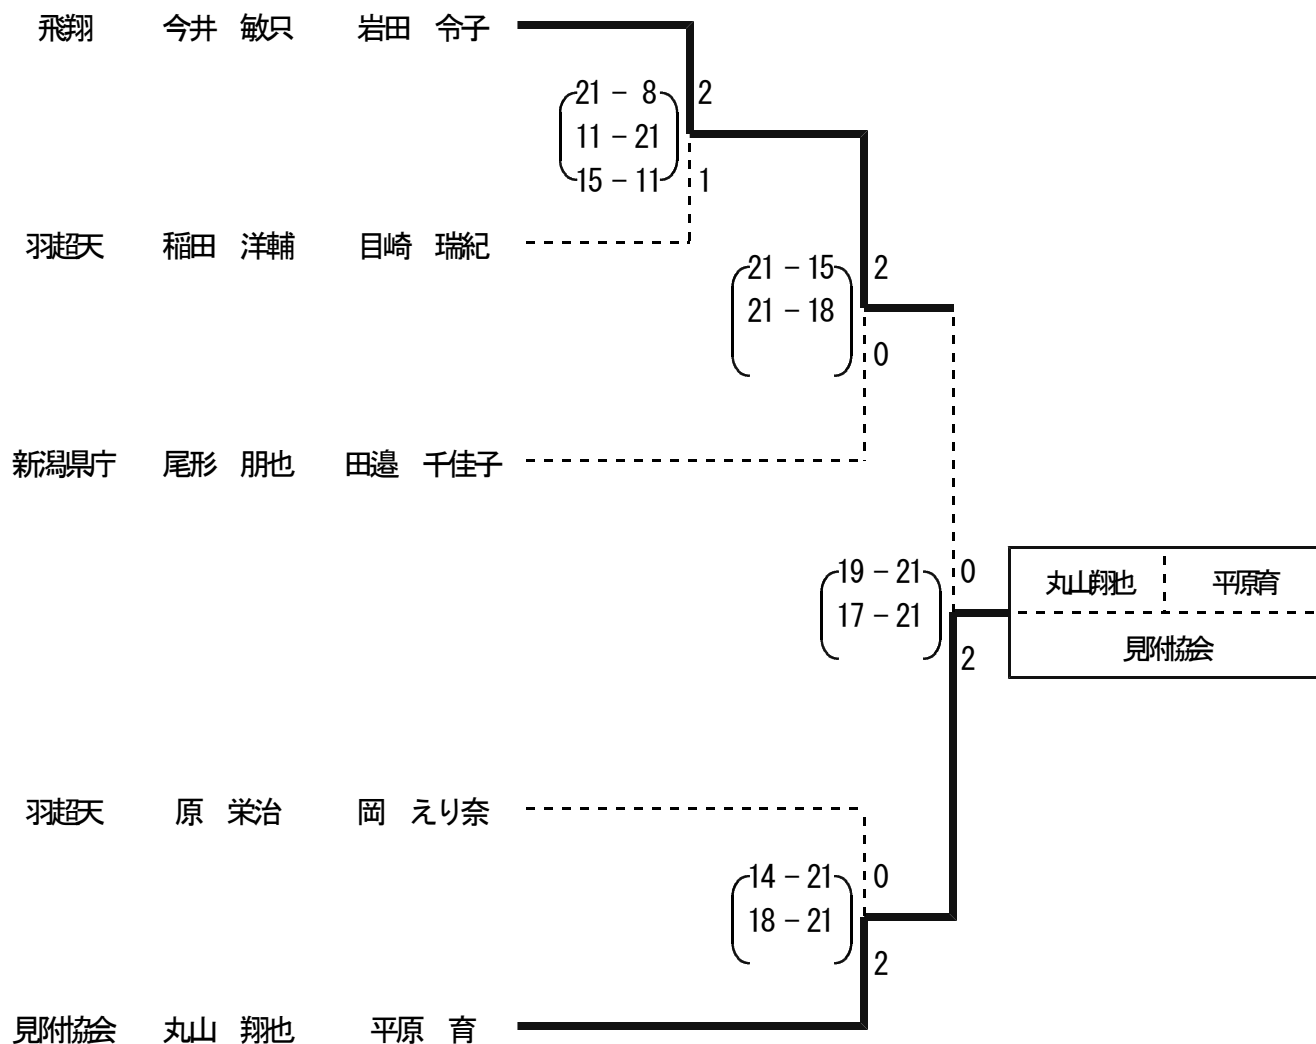 飛翔 今井 敏只 岩田 令子
21 － 8 2
11 － 21
15 － 11 1
羽超天 稲田 洋輔 目崎 瑞紀
21 － 15 2
21 － 18
0
新潟県庁 尾形 朋也 田邉 千佳子
19 － 21 0
17 － 21
2
丸山翔也 平原育
見附協会
羽超天 原 栄治 岡 えり奈
14 － 21 0
18 － 21
2
見附協会 丸山 翔也 平原 育